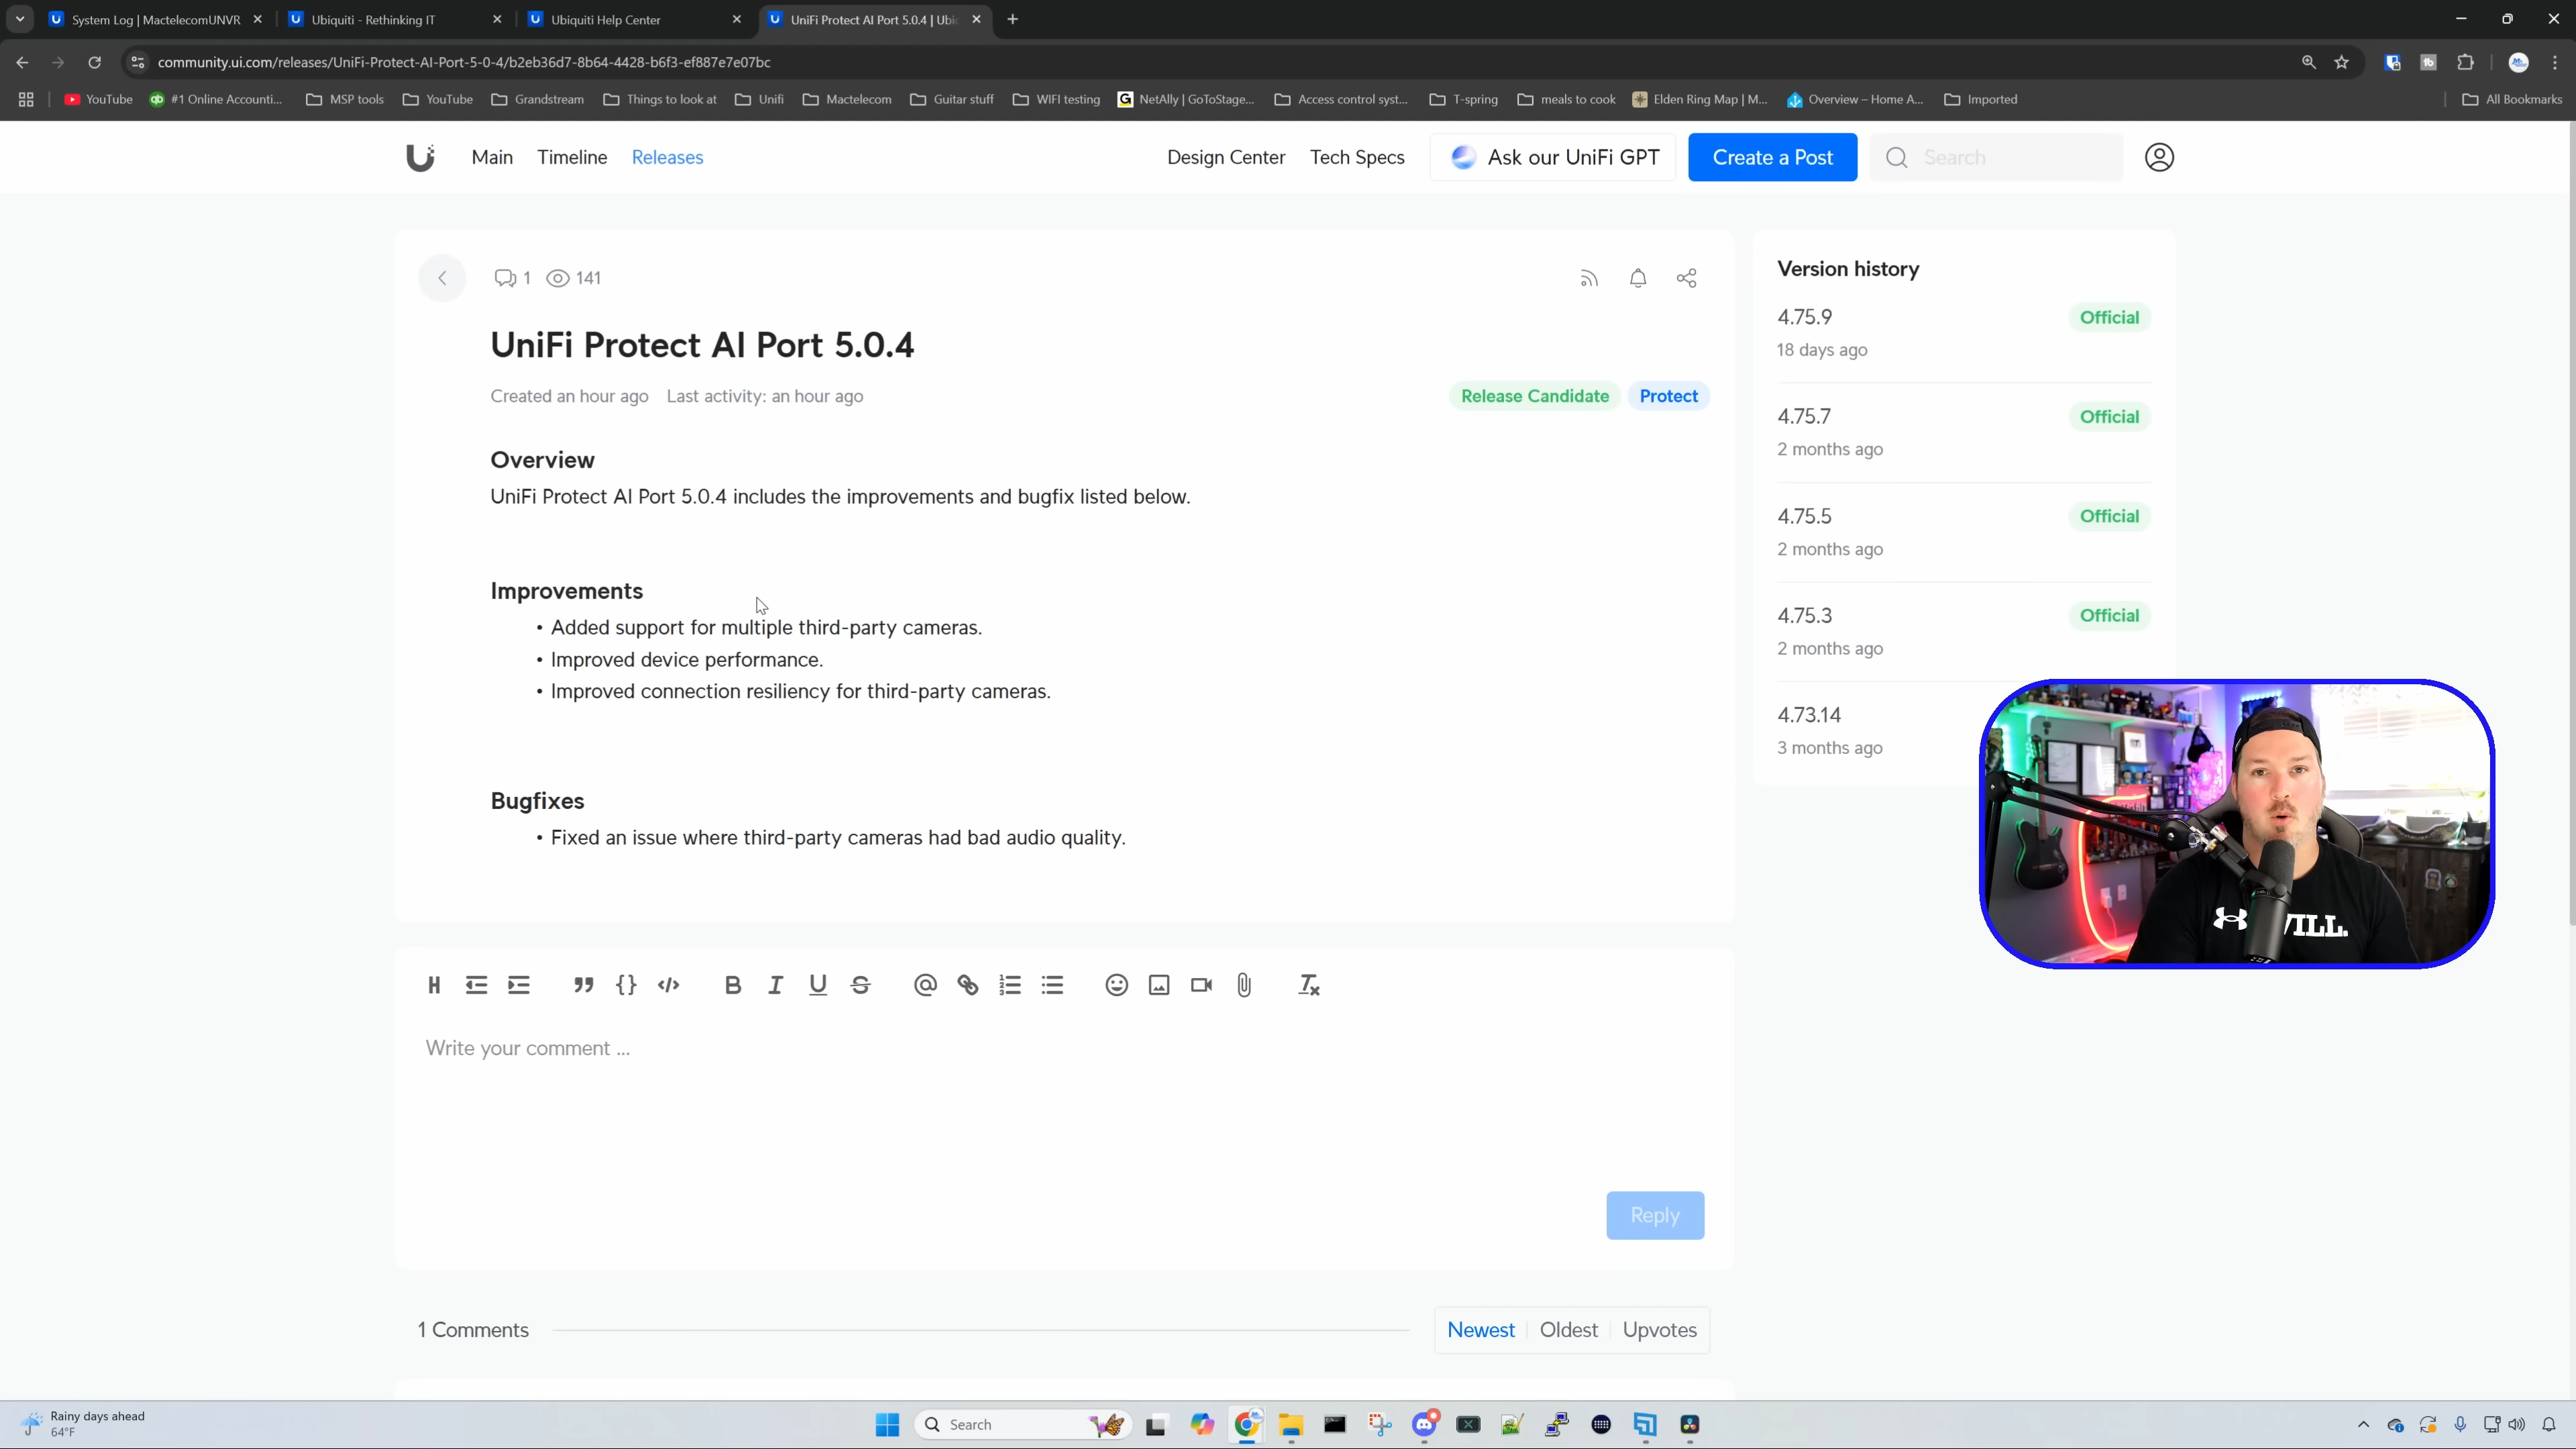 System Log | MactelecomUNVR
Ubiquiti - Rethinking IT
Ubiquiti Help Center
UniFi Protect AI Port 5.0.4 | Ubi
community.ui.com/releases/UniFi-Protect-AI-Port-5-0-4/b2eb36d7-8b64-4428-b6f3-ef887e7e07bc
YouTube
#1 Online Accounti...
MSP tools
YouTube
Grandstream
Things to look at
Unifi
Mactelecom
Guitar stuff
WIFI testing
NetAlly | GoToStage...
Access control syst...
T-spring
meals to cook
Elden Ring Map | M...
Overview – Home A...
Imported
All Bookmarks
Main
Timeline
Releases
Design Center
Tech Specs
Ask our UniFi GPT
Create a Post
Search
1
141
UniFi Protect AI Port 5.0.4
Created an hour ago Last activity: an hour ago
Release Candidate
Protect
Overview
UniFi Protect AI Port 5.0.4 includes the improvements and bugfix listed below.
Improvements
• Added support for multiple third-party cameras.
• Improved device performance.
• Improved connection resiliency for third-party cameras.
Bugfixes
• Fixed an issue where third-party cameras had bad audio quality.
Version history
4.75.9 Official
18 days ago
4.75.7 Official
2 months ago
4.75.5 Official
2 months ago
4.75.3 Official
2 months ago
4.73.14
3 months ago
Write your comment ...
Reply
1 Comments
Newest
Oldest
Upvotes
Rainy days ahead
64°F
Search